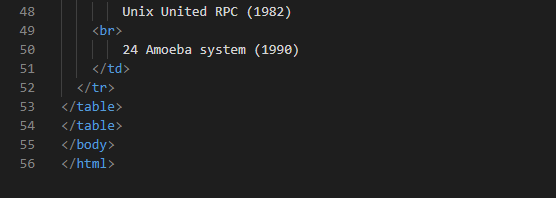 48 Unix United RPC (1982)
49 <br>
50 24 Amoeba system (1990)
51 </td>
52 </tr>
53 </table>
54 </table>
55 </body>
56 </html>